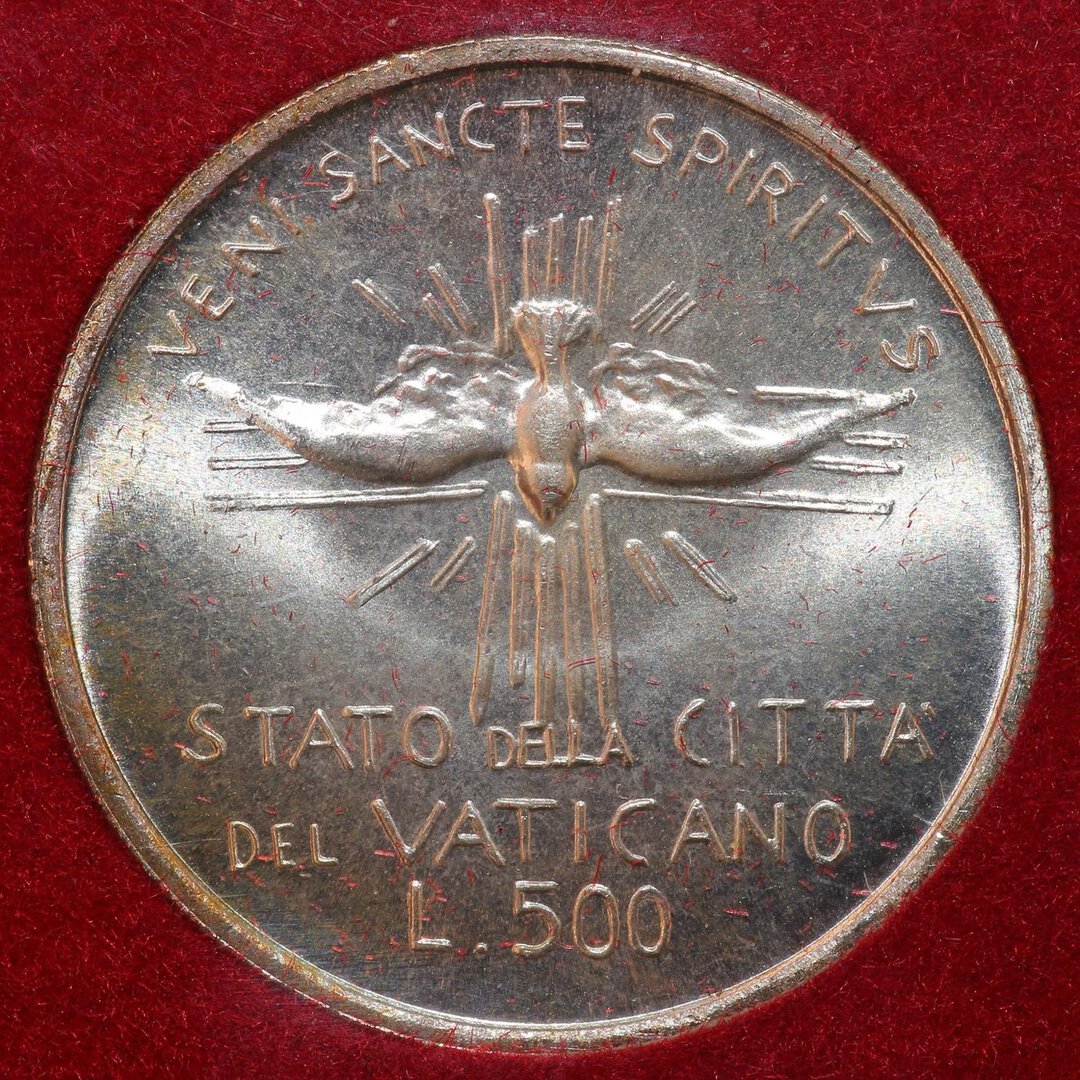 VENI SANCTE SPIRITVS
STATO DELLA CITTA'
DEL VATICANO
L. 500